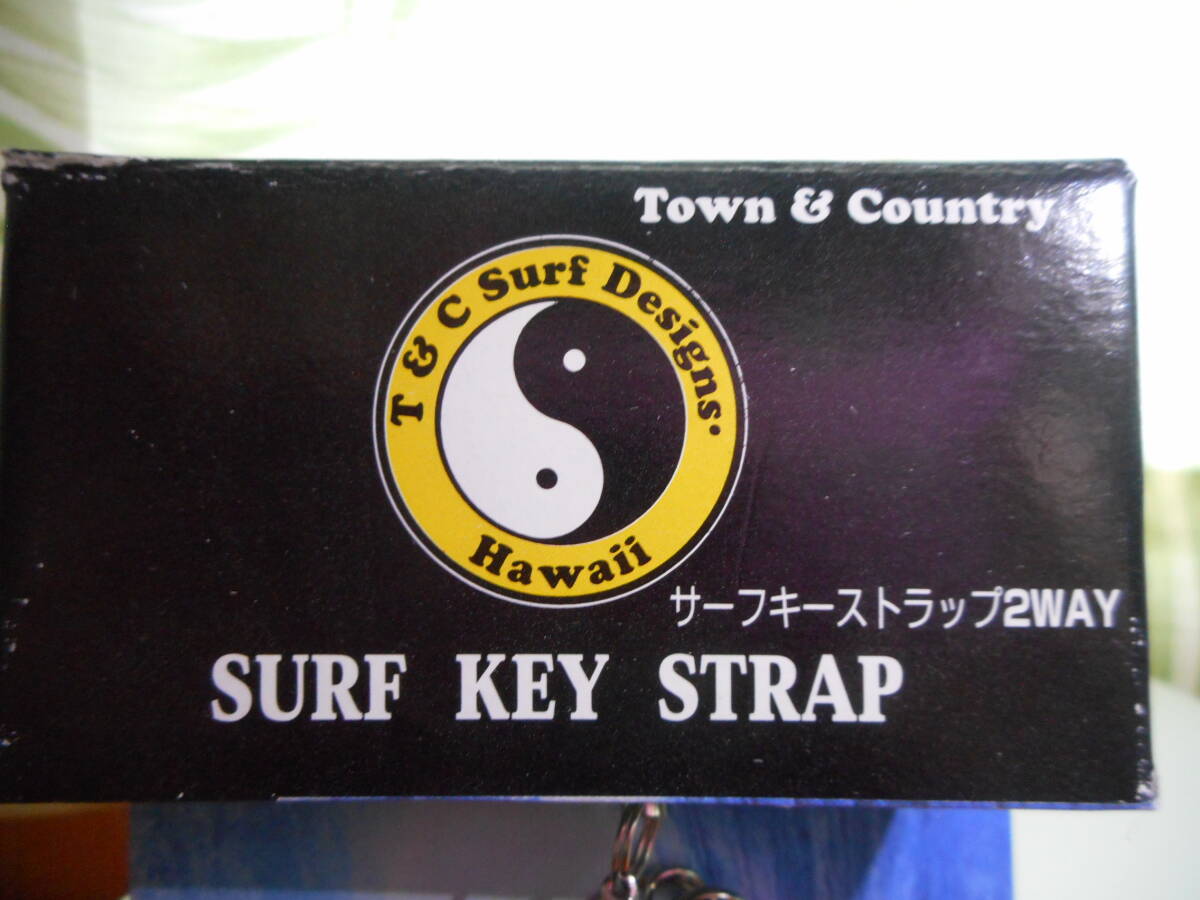 Town & Country
T & C Surf Designs.
Hawaii
サーフキーストラップ2WAY
SURF KEY STRAP